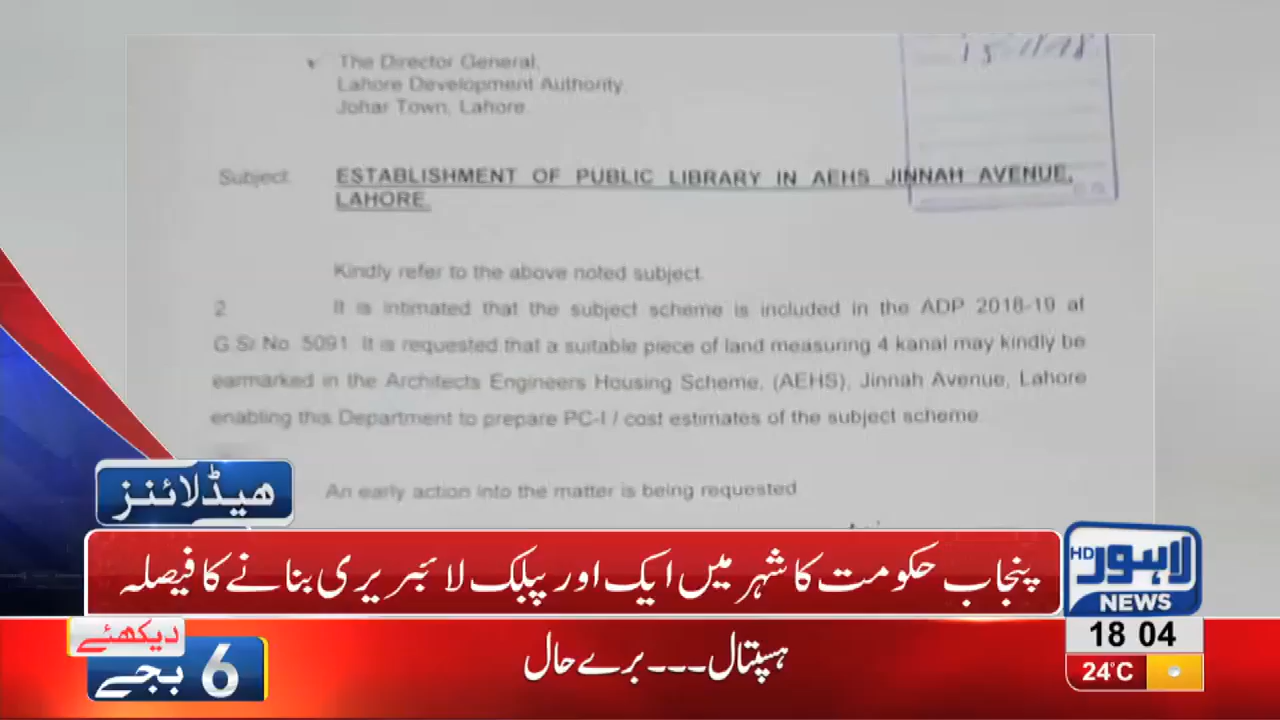 The Director General,
Lahore Development Authority,
Johar Town, Lahore.
Subject: ESTABLISHMENT OF PUBLIC LIBRARY IN AEHS JINNAH AVENUE,
LAHORE.
Kindly refer to the above noted subject.
2 It is intimated that the subject scheme is included in the ADP 2018-19 at
G.Sr.No. 5091. It is requested that a suitable piece of land measuring 4 kanal may kindly be
earmarked in the Architects Engineers Housing Scheme, (AEHS), Jinnah Avenue, Lahore
enabling this Department to prepare PC-I / cost estimates of the subject scheme.
An early action into the matter is being requested
ہیڈلائنز
پنجاب حکومت کا شہر میں ایک اور پبلک لائبریری بنانے کا فیصلہ
لاہور HD
NEWS
دیکھئے
6 بجے
ہسپتال۔۔۔ برے حال
18 04
24°C